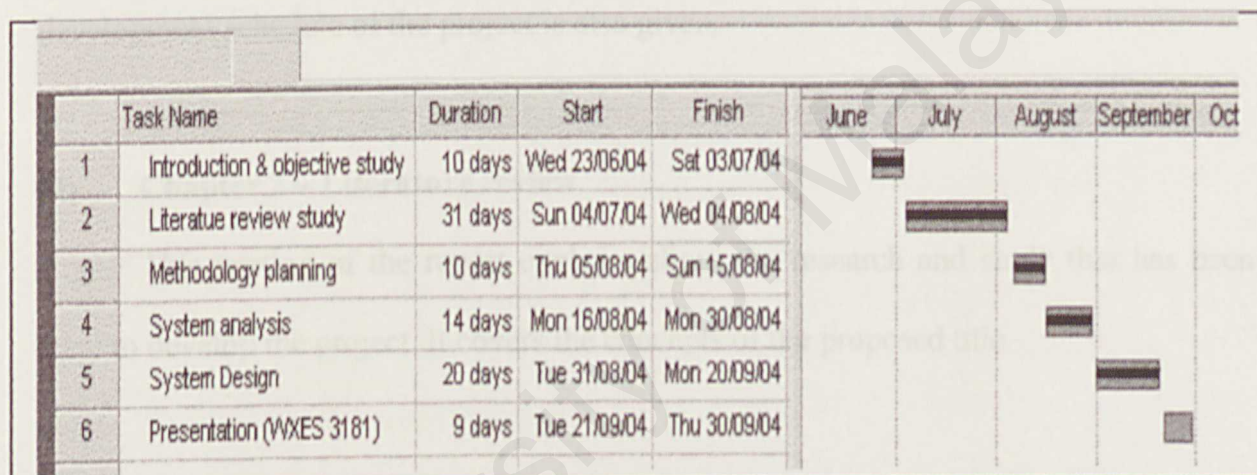 Task Name Duration Start Finish June July August September Oct
1 Introduction & objective study 10 days Wed 23/06/04 Sat 03/07/04
2 Literatue review study 31 days Sun 04/07/04 Wed 04/08/04
3 Methodology planning 10 days Thu 05/08/04 Sun 15/08/04
4 System analysis 14 days Mon 16/08/04 Mon 30/08/04
5 System Design 20 days Tue 31/08/04 Mon 20/09/04
6 Presentation (WXES 3181) 9 days Tue 21/09/04 Thu 30/09/04